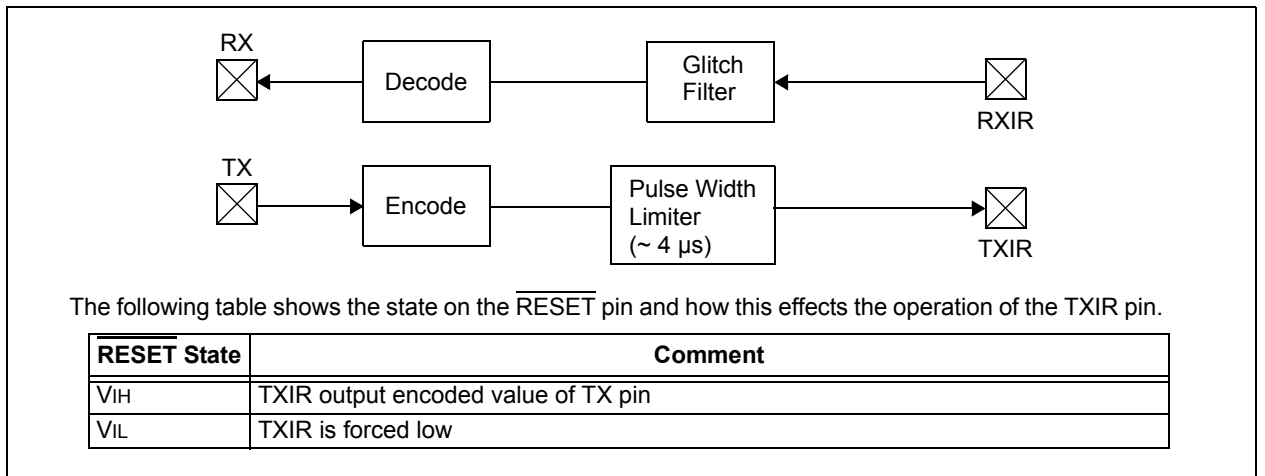 RX
Decode
Glitch
Filter
RXIR
TX
Encode
Pulse Width
Limiter
(~ 4 µs)
TXIR
The following table shows the state on the RESET pin and how this effects the operation of the TXIR pin.
RESET State Comment
VIH TXIR output encoded value of TX pin
VIL TXIR is forced low